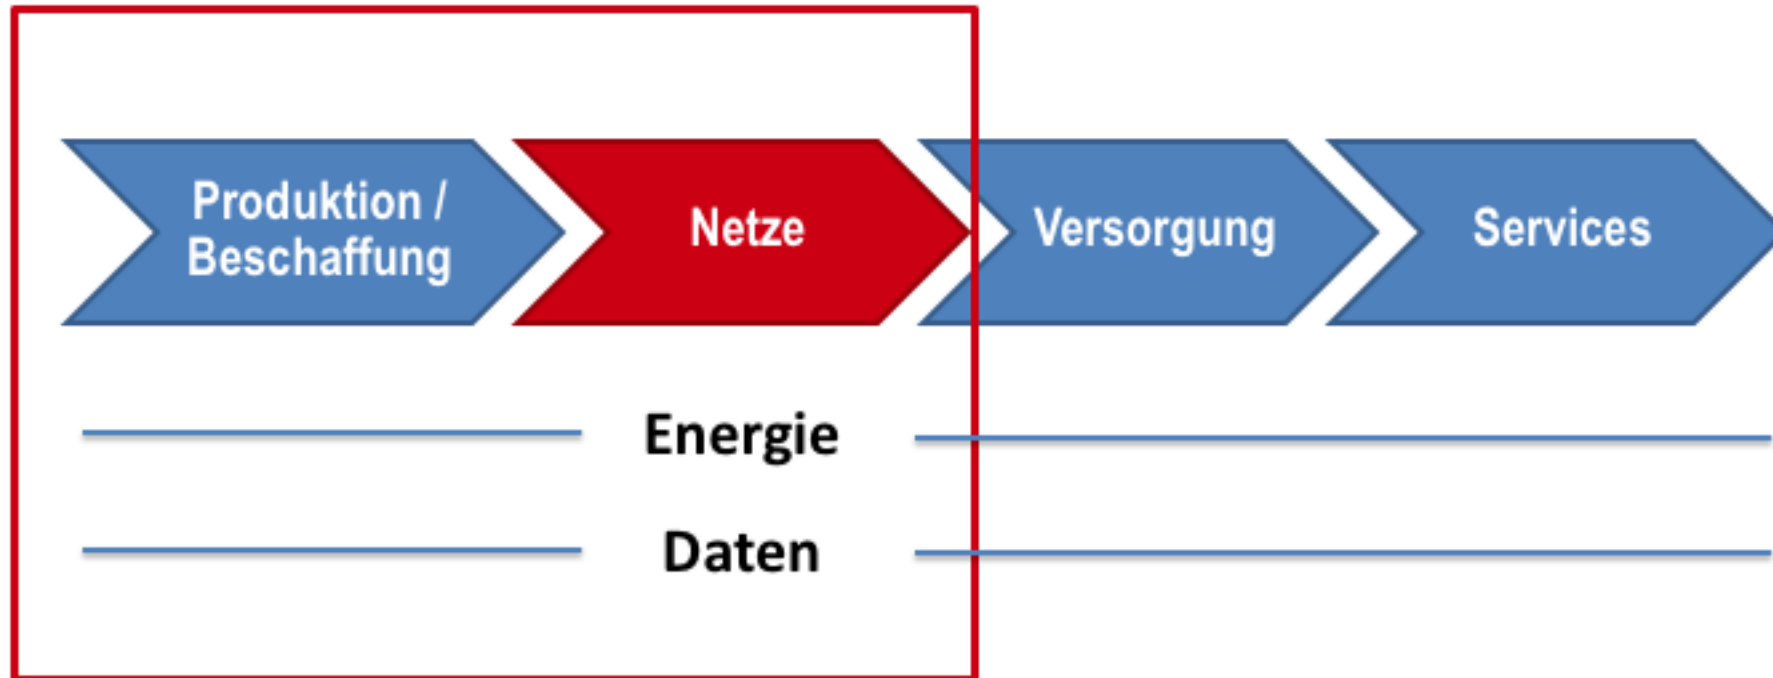 Produktion /
Beschaffung
Netze
Versorgung
Services
Energie
Daten